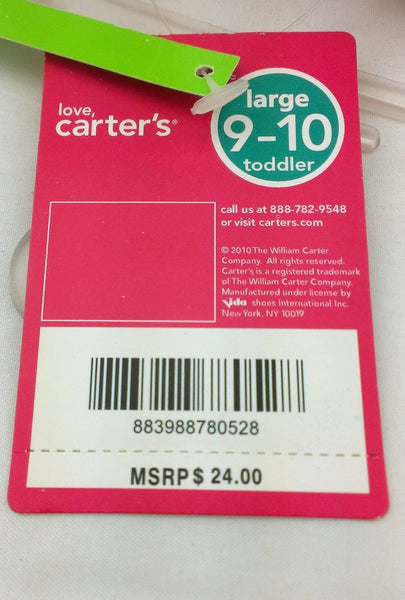 love,
carter's®
large
9-10
toddler
call us at 888-782-9548
or visit carters.com
© 2010 The William Carter
Company. All rights reserved.
Carter's is a registered trademark
of The William Carter Company.
Manufactured under license by
vida shoes International Inc.
New York, NY 10019
883988780528
MSRP $ 24.00